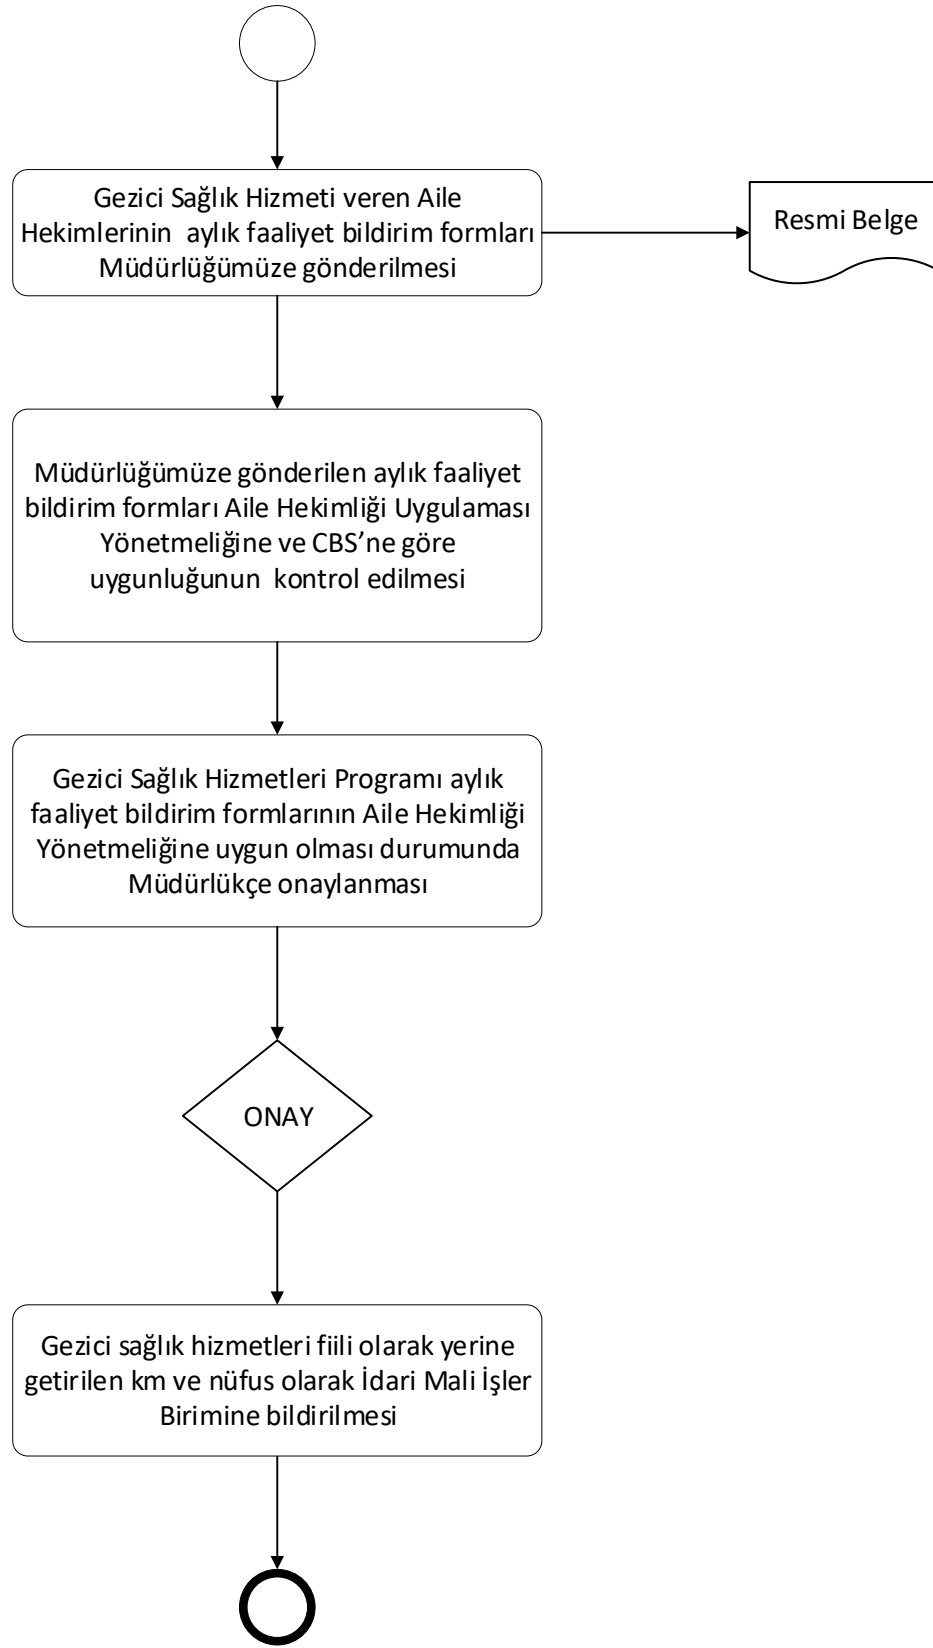 Gezici Sağlık Hizmeti veren Aile
Hekimlerinin aylık faaliyet bildirim formları
Müdürlüğümüze gönderilmesi
Resmi Belge
Müdürlüğümüze gönderilen aylık faaliyet
bildirim formları Aile Hekimliği Uygulaması
Yönetmeliğine ve CBS’ne göre
uygunluğunun kontrol edilmesi
Gezici Sağlık Hizmetleri Programı aylık
faaliyet bildirim formlarının Aile Hekimliği
Yönetmeliğine uygun olması durumunda
Müdürlükçe onaylanması
ONAY
Gezici sağlık hizmetleri fiili olarak yerine
getirilen km ve nüfus olarak İdari Mali İşler
Birimine bildirilmesi